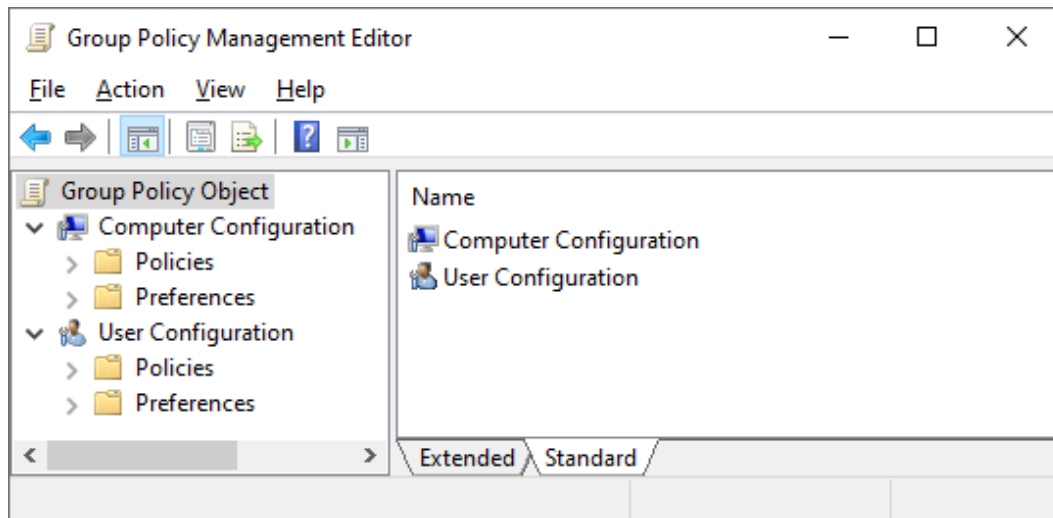 Group Policy Management Editor
File Action View Help
?
Group Policy Object
Computer Configuration
Policies
Preferences
User Configuration
Policies
Preferences
Name
Computer Configuration
User Configuration
Extended Standard